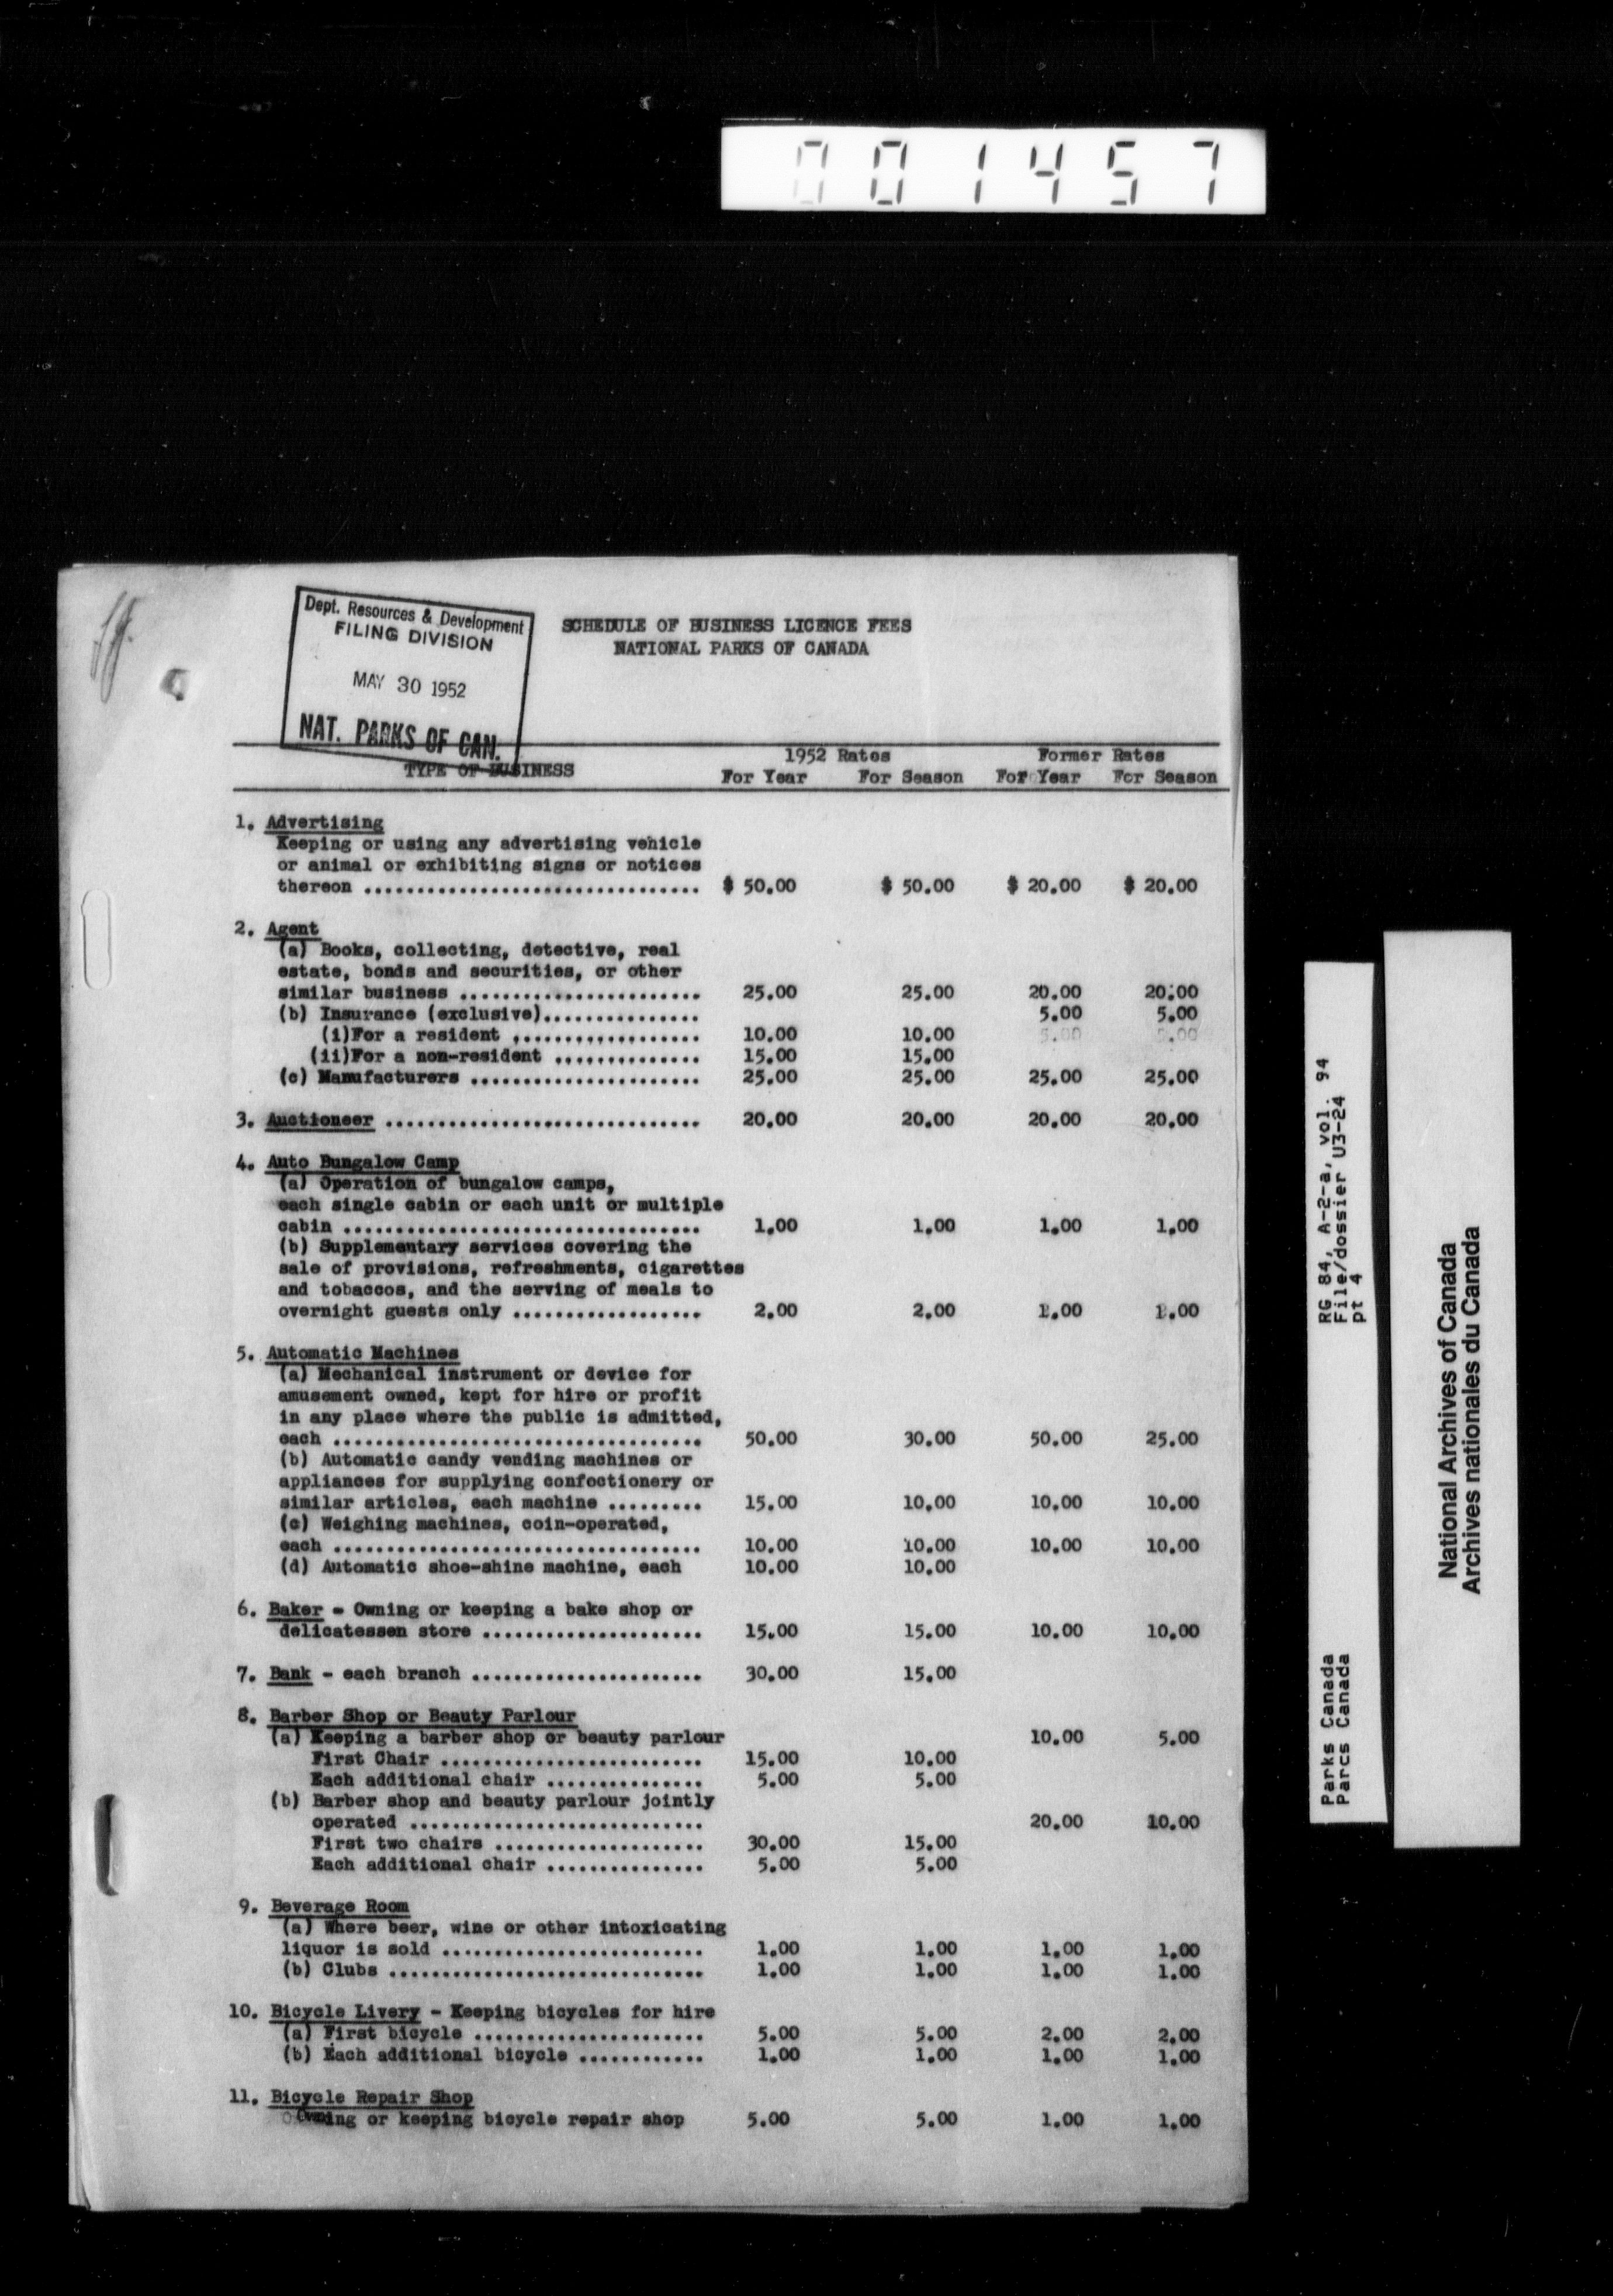 001457
Dept. Resources & Development
FILING DIVISION
MAY 30 1952
NAT. PARKS OF CAN.
SCHEDULE OF BUSINESS LICENCE FEES
NATIONAL PARKS OF CANADA
1952 Rates Former Rates
TYPE OF BUSINESS For Year For Season For Year For Season
1. Advertising
Keeping or using any advertising vehicle
or animal or exhibiting signs or notices
thereon ................................ $ 50.00 $ 50.00 $ 20.00 $ 20.00
2. Agent
(a) Books, collecting, detective, real
estate, bonds and securities, or other
similar business ....................... 25.00 25.00 20.00 20.00
(b) Insurance (exclusive)............... 5.00 5.00
(i)For a resident .................. 10.00 10.00 5.00 5.00
(ii)For a non-resident .............. 15.00 15.00
(c) Manufacturers ...................... 25.00 25.00 25.00 25.00
3. Auctioneer .............................. 20.00 20.00 20.00 20.00
4. Auto Bungalow Camp
(a) Operation of bungalow camps,
each single cabin or each unit or multiple
cabin .................................. 1.00 1.00 1.00 1.00
(b) Supplementary services covering the
sale of provisions, refreshments, cigarettes
and tobaccos, and the serving of meals to
overnight guests only .................. 2.00 2.00 1.00 1.00
5. Automatic Machines
(a) Mechanical instrument or device for
amusement owned, kept for hire or profit
in any place where the public is admitted,
each ................................... 50.00 30.00 50.00 25.00
(b) Automatic candy vending machines or
appliances for supplying confectionery or
similar articles, each machine ......... 15.00 10.00 10.00 10.00
(c) Weighing machines, coin-operated,
each ................................... 10.00 10.00 10.00 10.00
(d) Automatic shoe-shine machine, each 10.00 10.00
6. Baker - Owning or keeping a bake shop or
delicatessen store ..................... 15.00 15.00 10.00 10.00
7. Bank - each branch ...................... 30.00 15.00
8. Barber Shop or Beauty Parlour
(a) Keeping a barber shop or beauty parlour 10.00 5.00
First Chair ......................... 15.00 10.00
Each additional chair ............... 5.00 5.00
(b) Barber shop and beauty parlour jointly
operated ............................ 20.00 10.00
First two chairs .................... 30.00 15.00
Each additional chair ............... 5.00 5.00
9. Beverage Room
(a) Where beer, wine or other intoxicating
liquor is sold ......................... 1.00 1.00 1.00 1.00
(b) Clubs .............................. 1.00 1.00 1.00 1.00
10. Bicycle Livery - Keeping bicycles for hire
(a) First bicycle ...................... 5.00 5.00 2.00 2.00
(b) Each additional bicycle ............ 1.00 1.00 1.00 1.00
11. Bicycle Repair Shop
Owning or keeping bicycle repair shop 5.00 5.00 1.00 1.00
RG 84, A-2-a, vol. 94
File/dossier U3-24
pt 4
Parks Canada
Parcs Canada
National Archives of Canada
Archives nationales du Canada